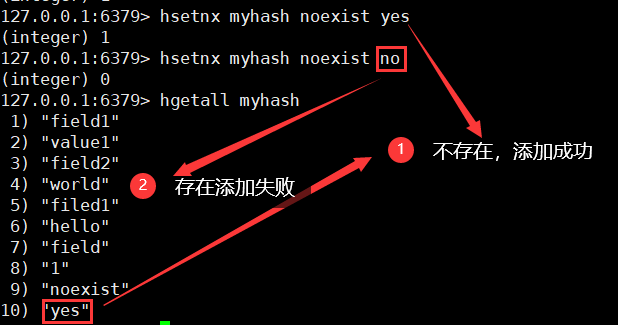 127.0.0.1:6379> hsetnx myhash noexist yes
(integer) 1
127.0.0.1:6379> hsetnx myhash noexist no
(integer) 0
127.0.0.1:6379> hgetall myhash
1) "field1"
2) "value1"
3) "field2"
4) "world"
5) "filed1"
6) "hello"
7) "field"
8) "1"
9) "noexist"
10) "yes"
1 不存在，添加成功
2 存在添加失败